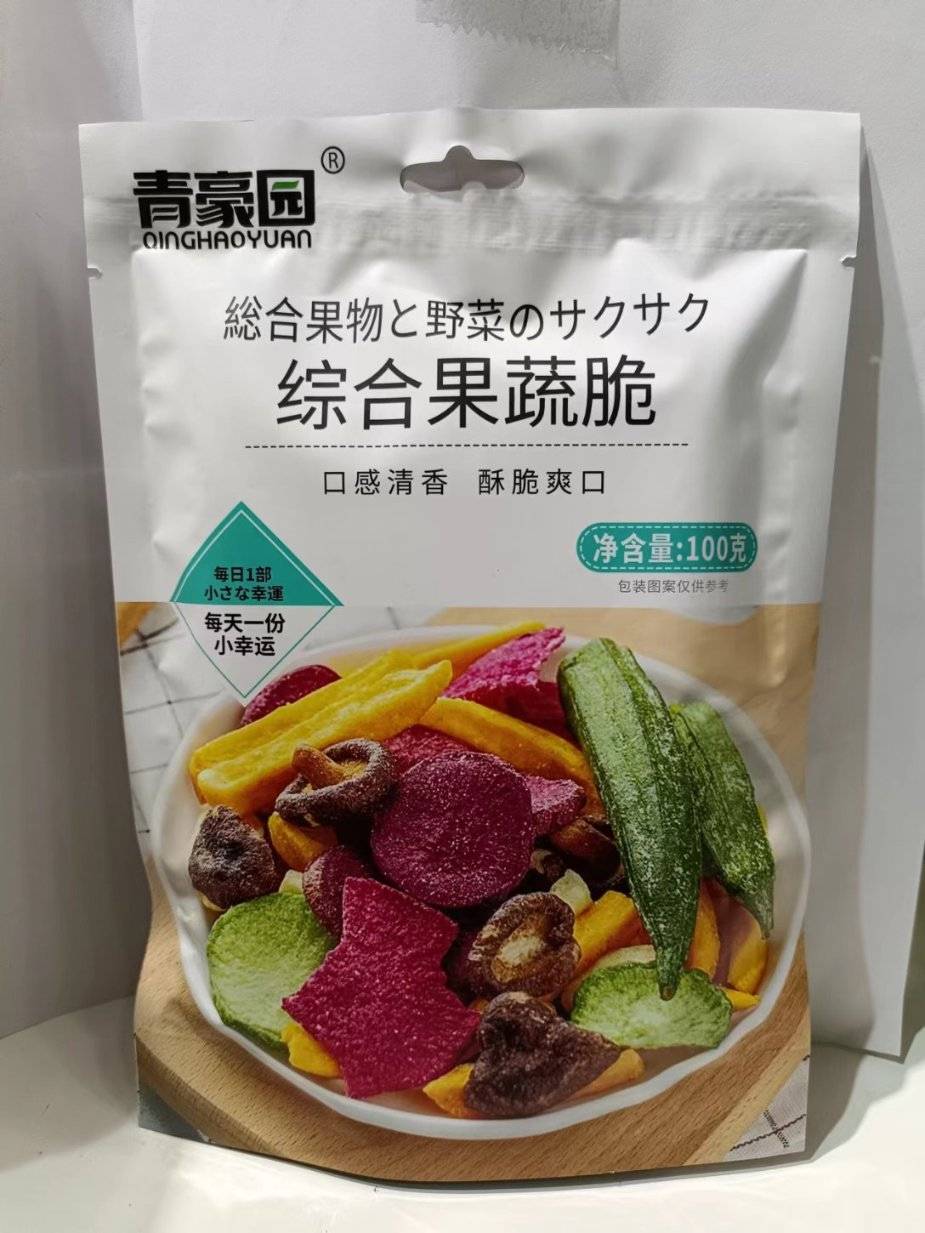 青豪园®
QINGHAOYUAN
総合果物と野菜のサクサク
综合果蔬脆
口感清香 酥脆爽口
净含量:100克
包装图案仅供参考
毎日1部
小さな幸運
每天一份
小幸运